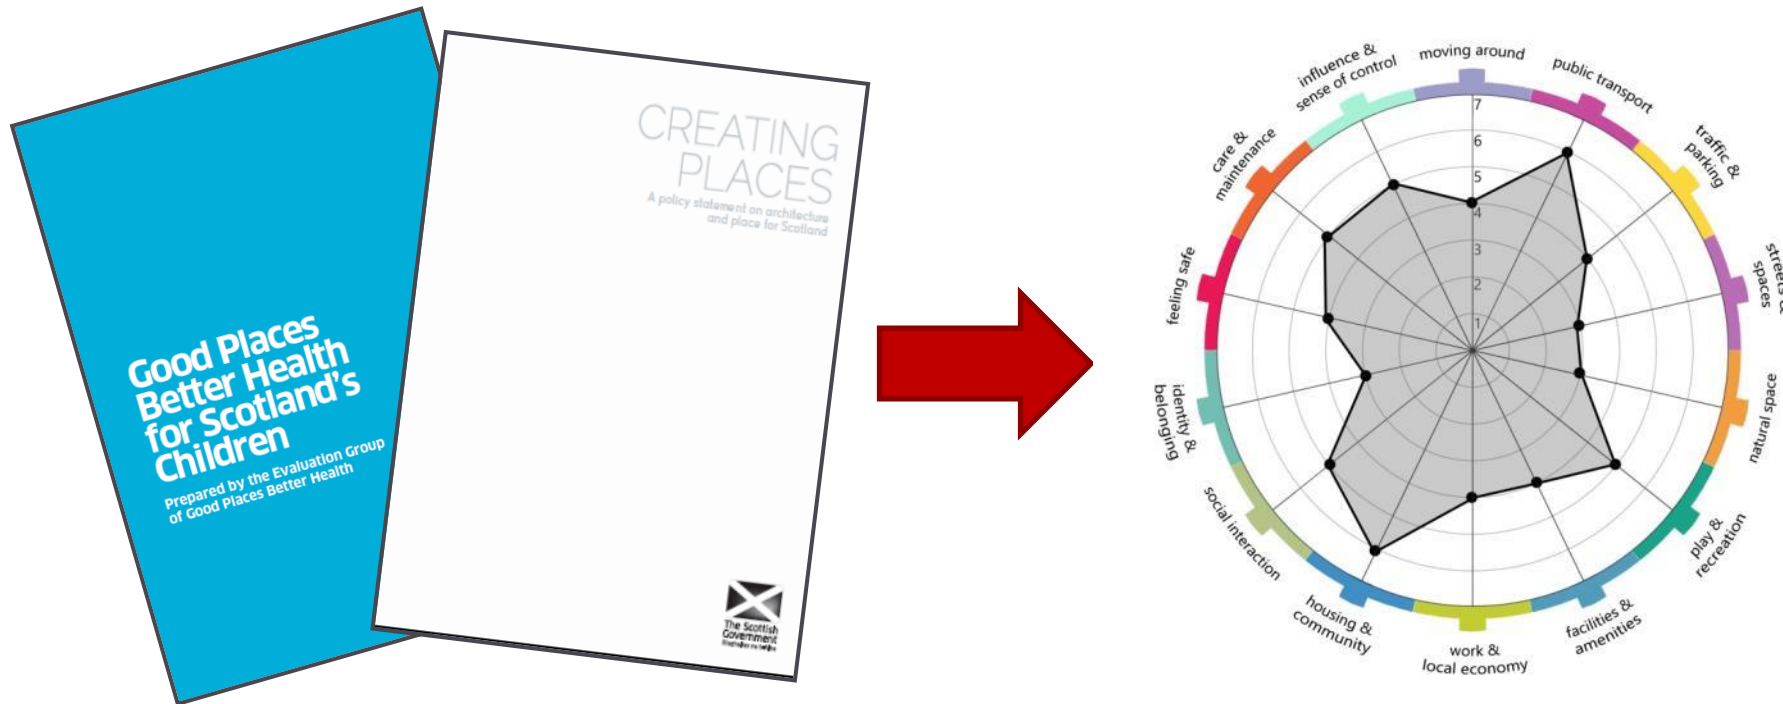 Good Places
Better Health
for Scotland's
Children
Prepared by the Evaluation Group
of Good Places Better Health
CREATING
PLACES
A policy statement on architecture
and place for Scotland
The Scottish
Government
moving around
public transport
traffic &
parking
streets &
spaces
natural space
play &
recreation
facilities &
amenities
work &
local economy
housing &
community
social interaction
identity &
belonging
feeling safe
care &
maintenance
influence &
sense of control
7
6
5
4
3
2
1